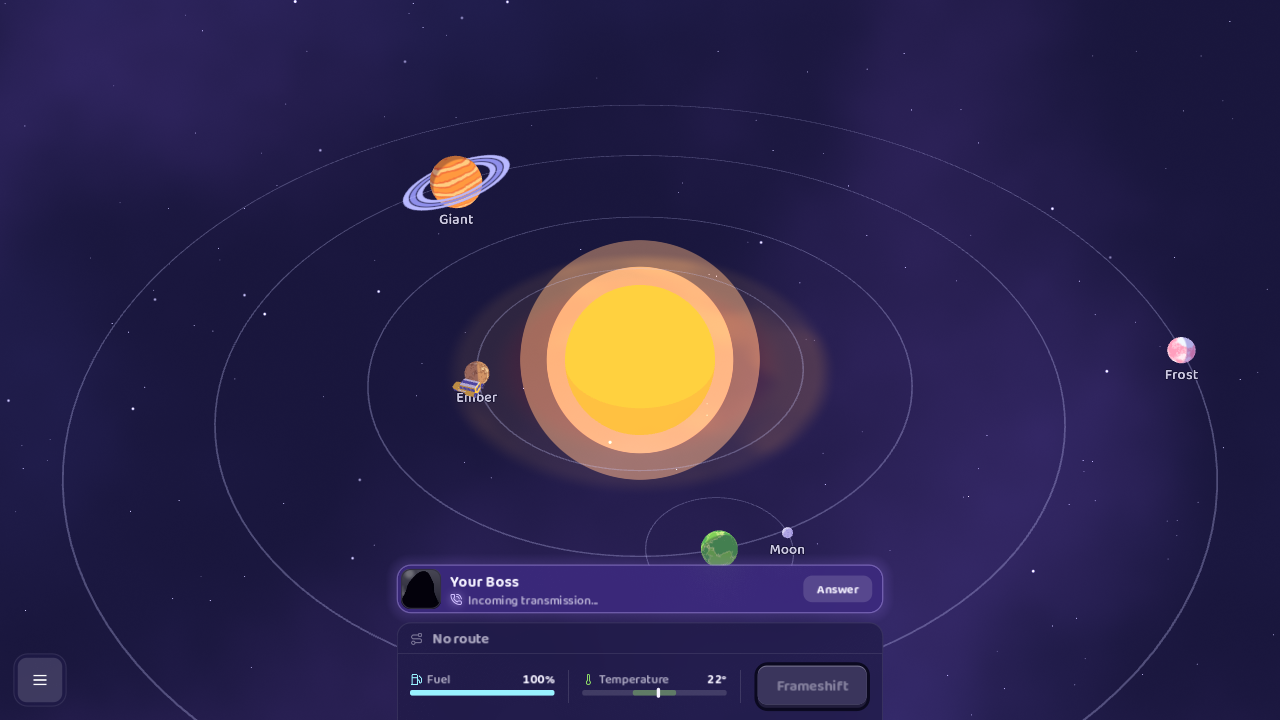 Giant
Frost
Ember
Moon
Your Boss
Incoming transmission...
Answer
No route
Fuel
100%
Temperature
22°
Frameshift